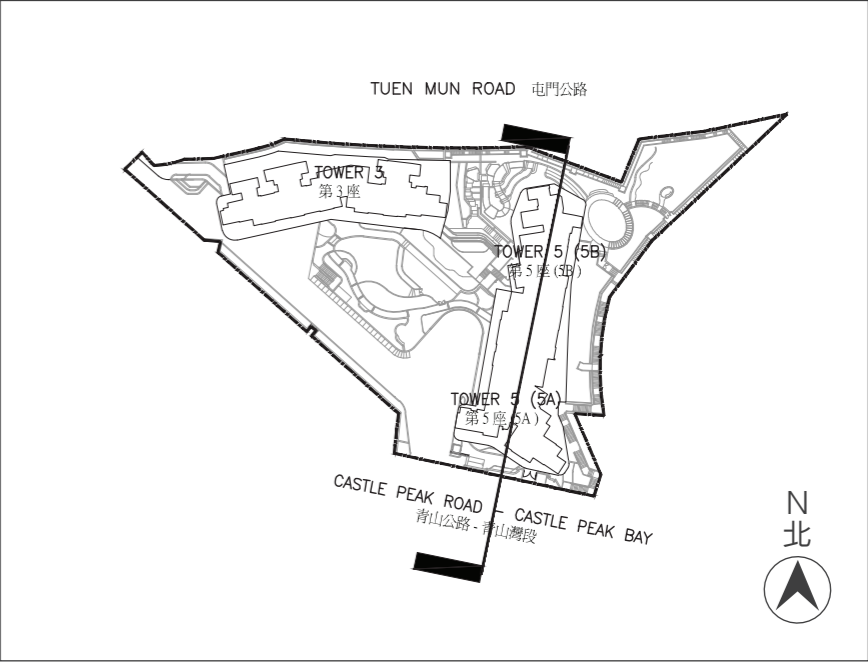 TUEN MUN ROAD 屯門公路
TOWER 3
第3座
TOWER 5 (5B)
第5座(5B)
TOWER 5 (5A)
第5座(5A)
CASTLE PEAK ROAD - CASTLE PEAK BAY
青山公路 - 青山灣段
N
北